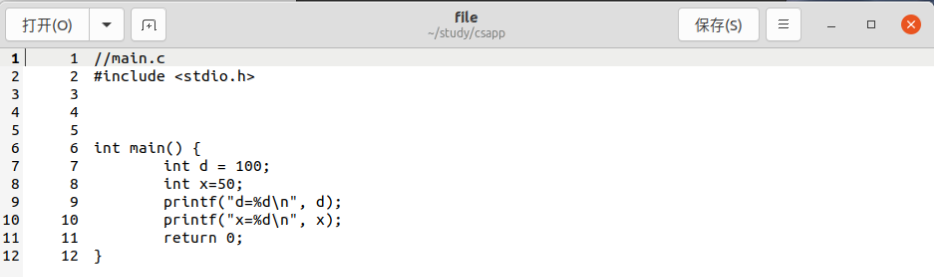 打开(O)
file
~/study/csapp
保存(S)
1 1 //main.c
2 2 #include <stdio.h>
3 3
4 4
5 5
6 6 int main() {
7 7 int d = 100;
8 8 int x=50;
9 9 printf("d=%d\n", d);
10 10 printf("x=%d\n", x);
11 11 return 0;
12 12 }